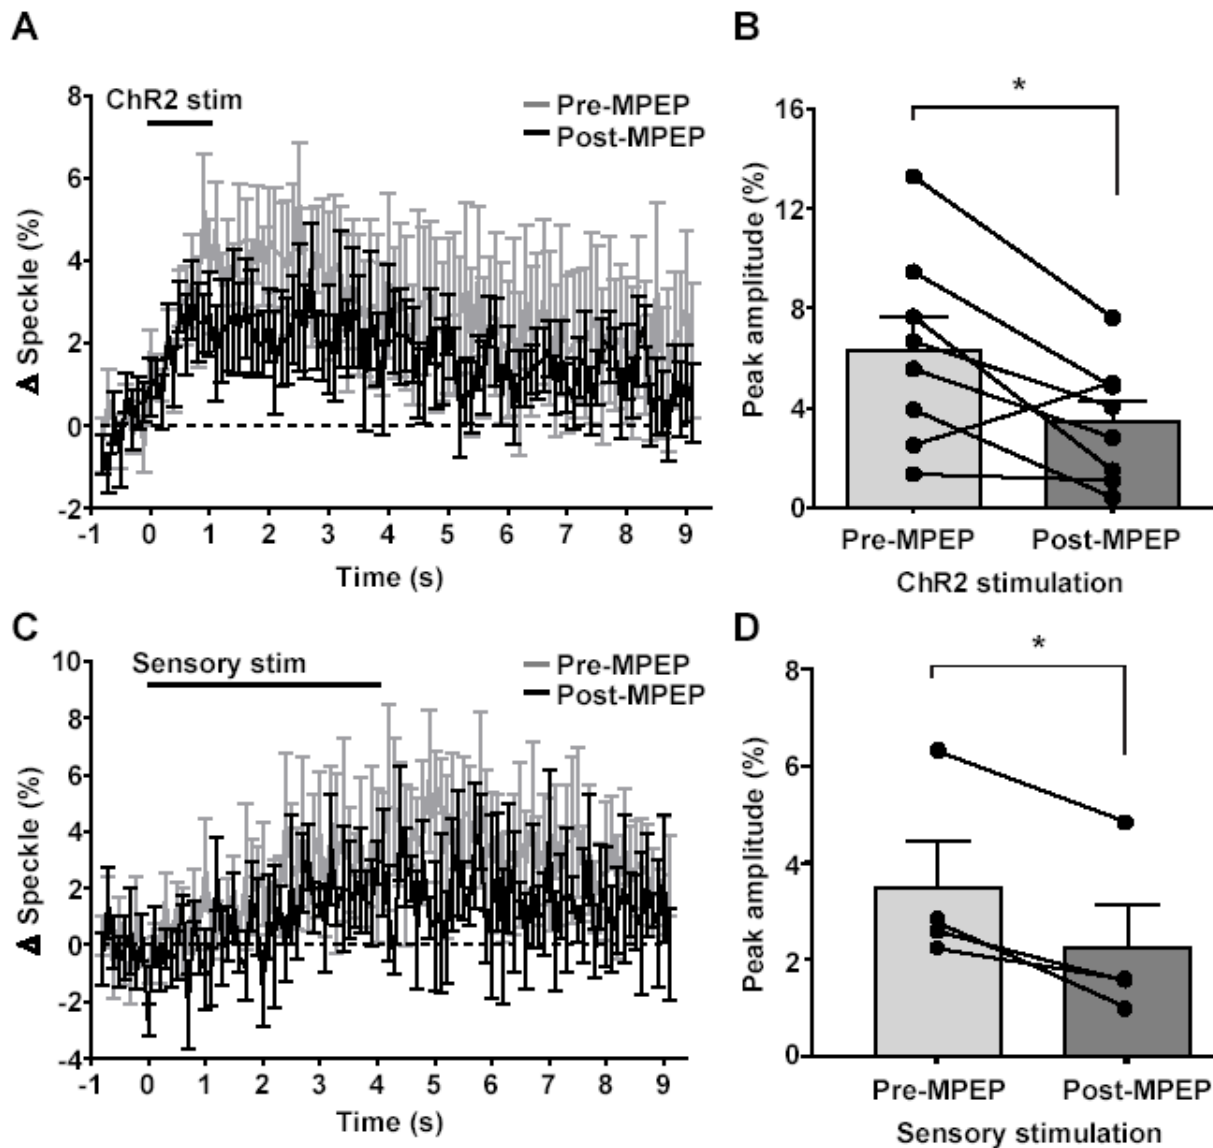 A
ChR2 stim
Pre-MPEP
Post-MPEP
8
6
4
2
0
-2
Δ Speckle (%)
-1 0 1 2 3 4 5 6 7 8 9
Time (s)
B
*
16
12
8
4
0
Peak amplitude (%)
Pre-MPEP Post-MPEP
ChR2 stimulation
C
Sensory stim
Pre-MPEP
Post-MPEP
10
8
6
4
2
0
-2
-4
Δ Speckle (%)
-1 0 1 2 3 4 5 6 7 8 9
Time (s)
D
*
8
6
4
2
0
Peak amplitude (%)
Pre-MPEP Post-MPEP
Sensory stimulation